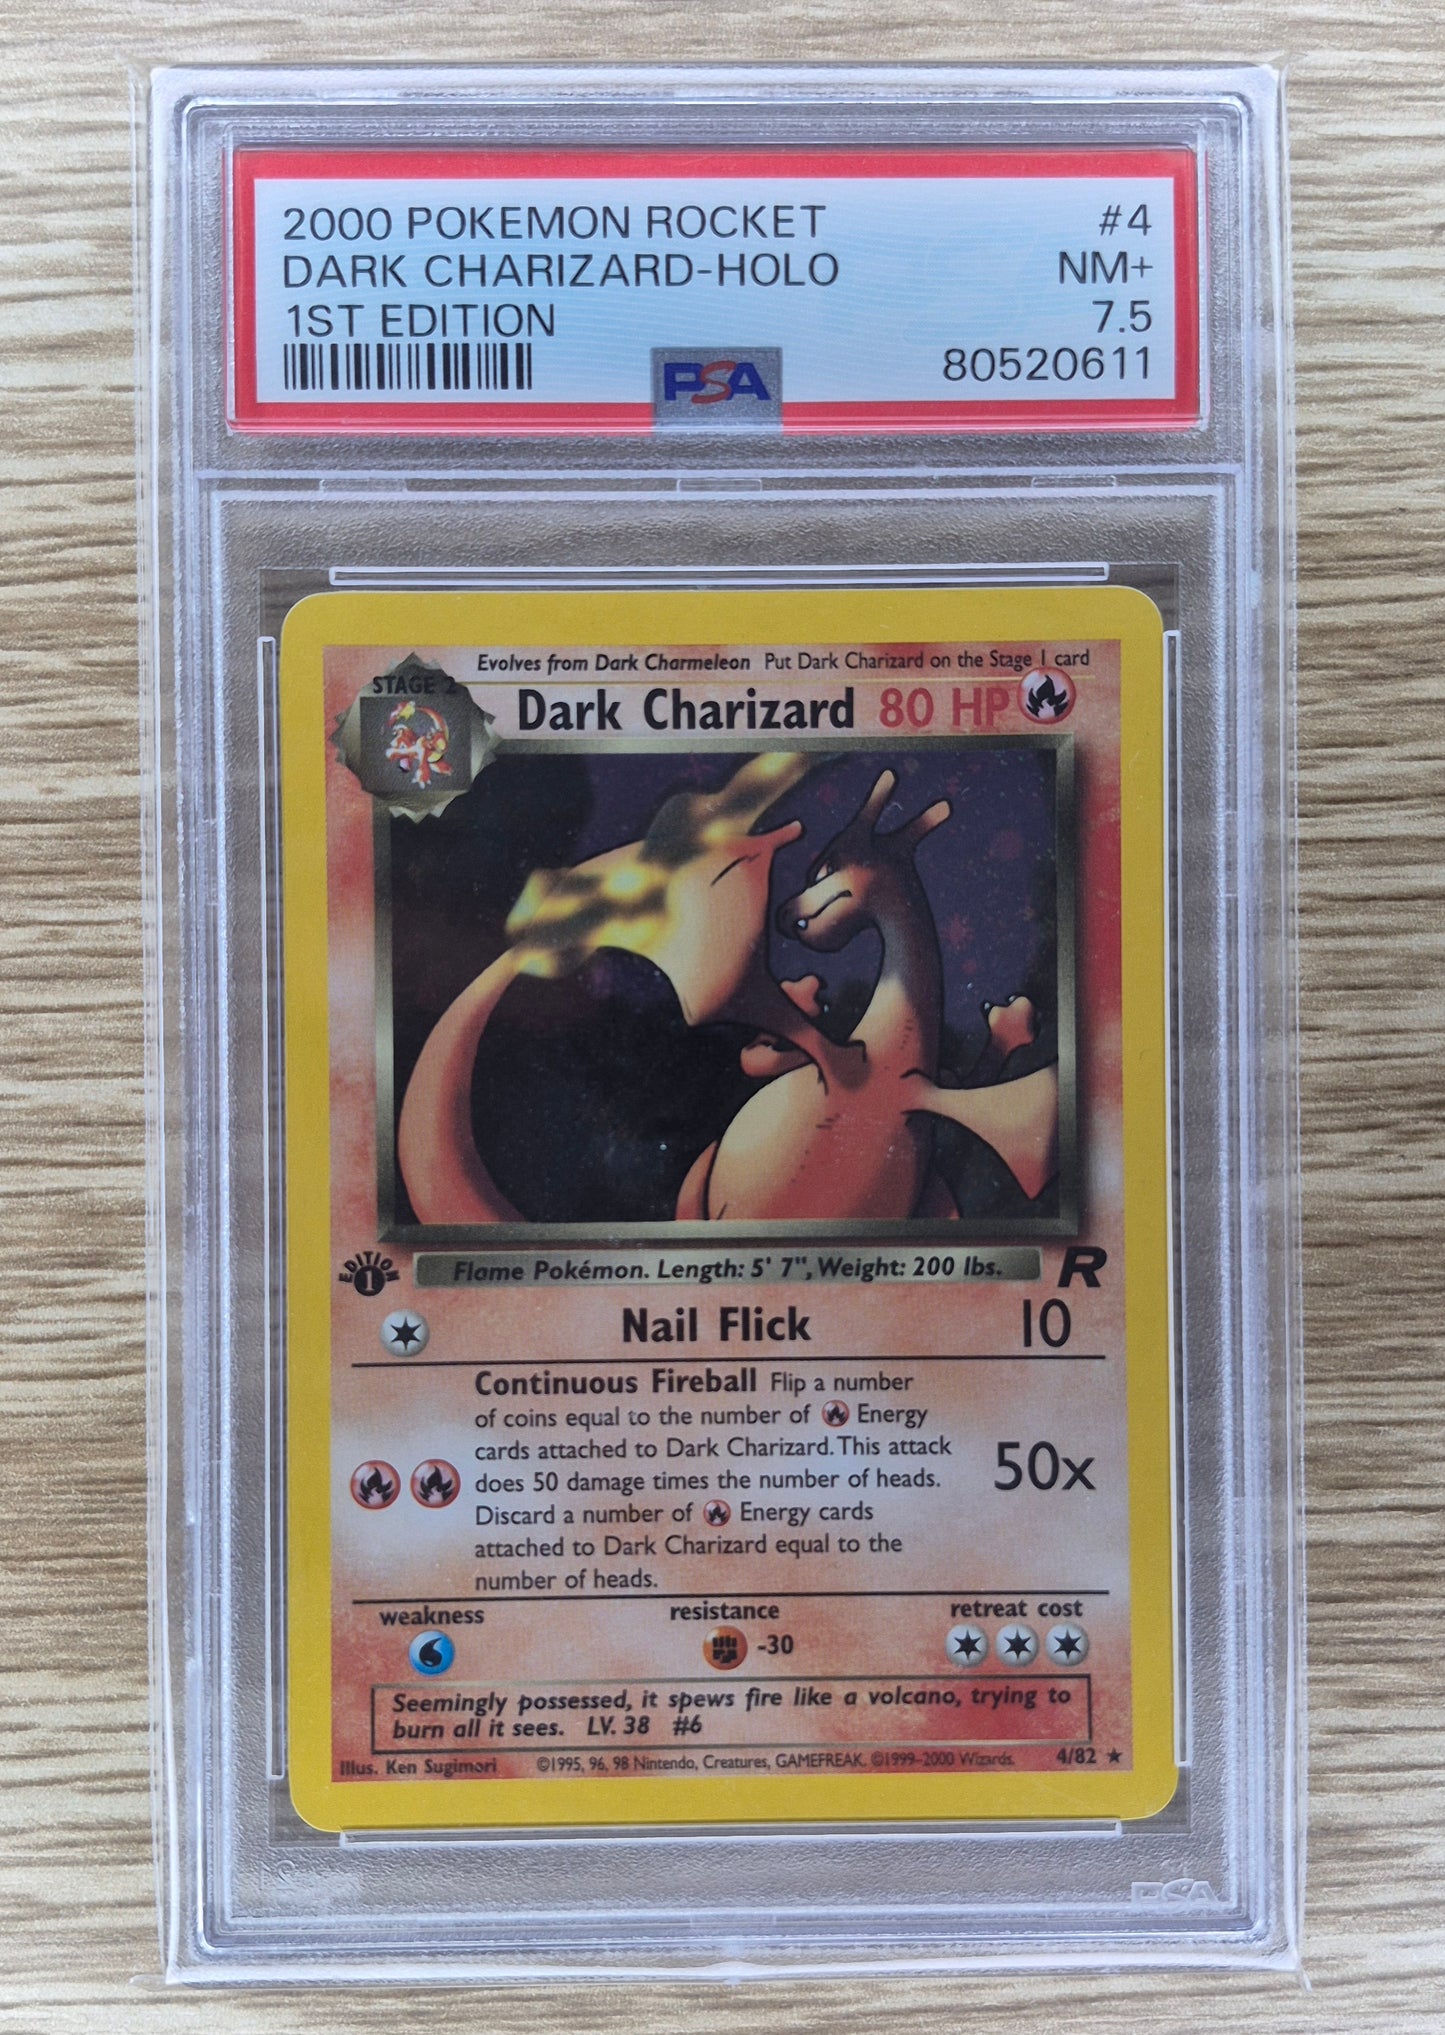 2000 POKEMON ROCKET #4
DARK CHARIZARD-HOLO NM+
1ST EDITION 7.5
PSA 80520611
Evolves from Dark Charmeleon Put Dark Charizard on the Stage 1 card
STAGE 2
Dark Charizard 80 HP
EDITION 1
Flame Pokémon. Length: 5' 7", Weight: 200 lbs.
R
Nail Flick 10
Continuous Fireball Flip a number
of coins equal to the number of Energy
cards attached to Dark Charizard. This attack
does 50 damage times the number of heads.
50x
Discard a number of Energy cards
attached to Dark Charizard equal to the
number of heads.
weakness resistance retreat cost
-30
Seemingly possessed, it spews fire like a volcano, trying to
burn all it sees. LV. 38 #6
Illus. Ken Sugimori ©1995, 96, 98 Nintendo, Creatures, GAMEFREAK. ©1999-2000 Wizards. 4/82 ★
PSA